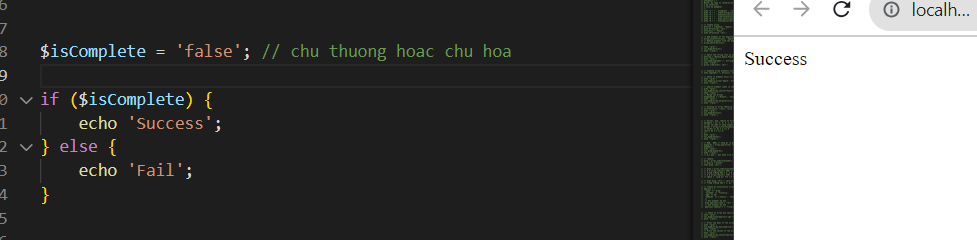 localh...
Success
$isComplete = 'false'; // chu thuong hoac chu hoa
if ($isComplete) {
echo 'Success';
} else {
echo 'Fail';
}